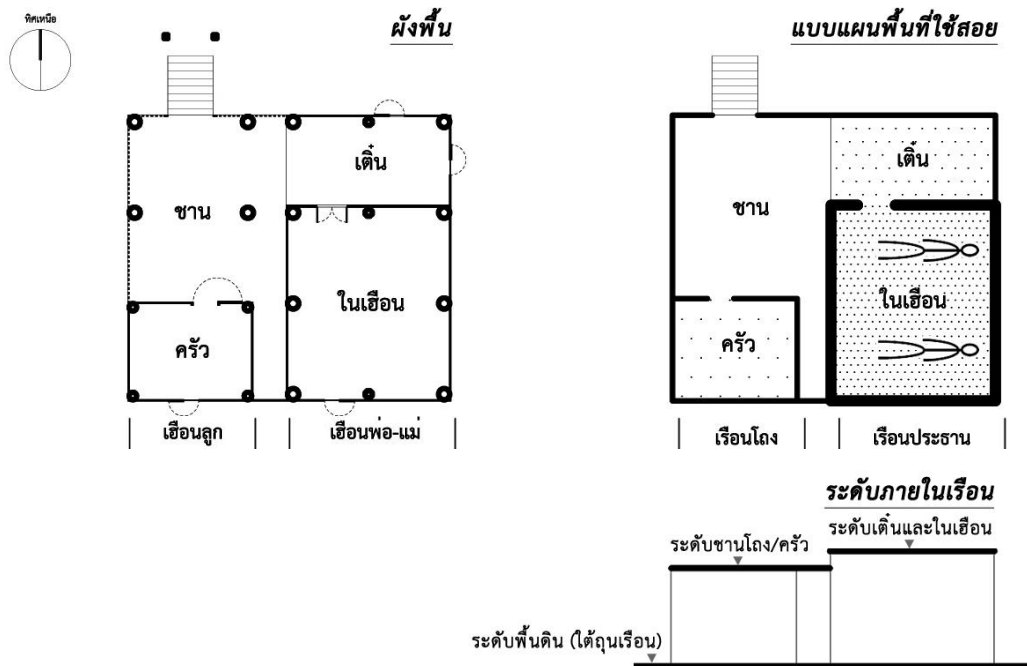 ทิศเหนือ
ผังพื้น
เติ๋น
ชาน
ในเฮือน
ครัว
เฮือนลูก
เฮือนพ่อ-แม่
แบบแผนพื้นที่ใช้สอย
เติ๋น
ชาน
ในเฮือน
ครัว
เรือนโถง
เรือนประธาน
ระดับภายในเรือน
ระดับเติ๋นและในเฮือน
ระดับชานโถง/ครัว
ระดับพื้นดิน (ใต้ถุนเรือน)